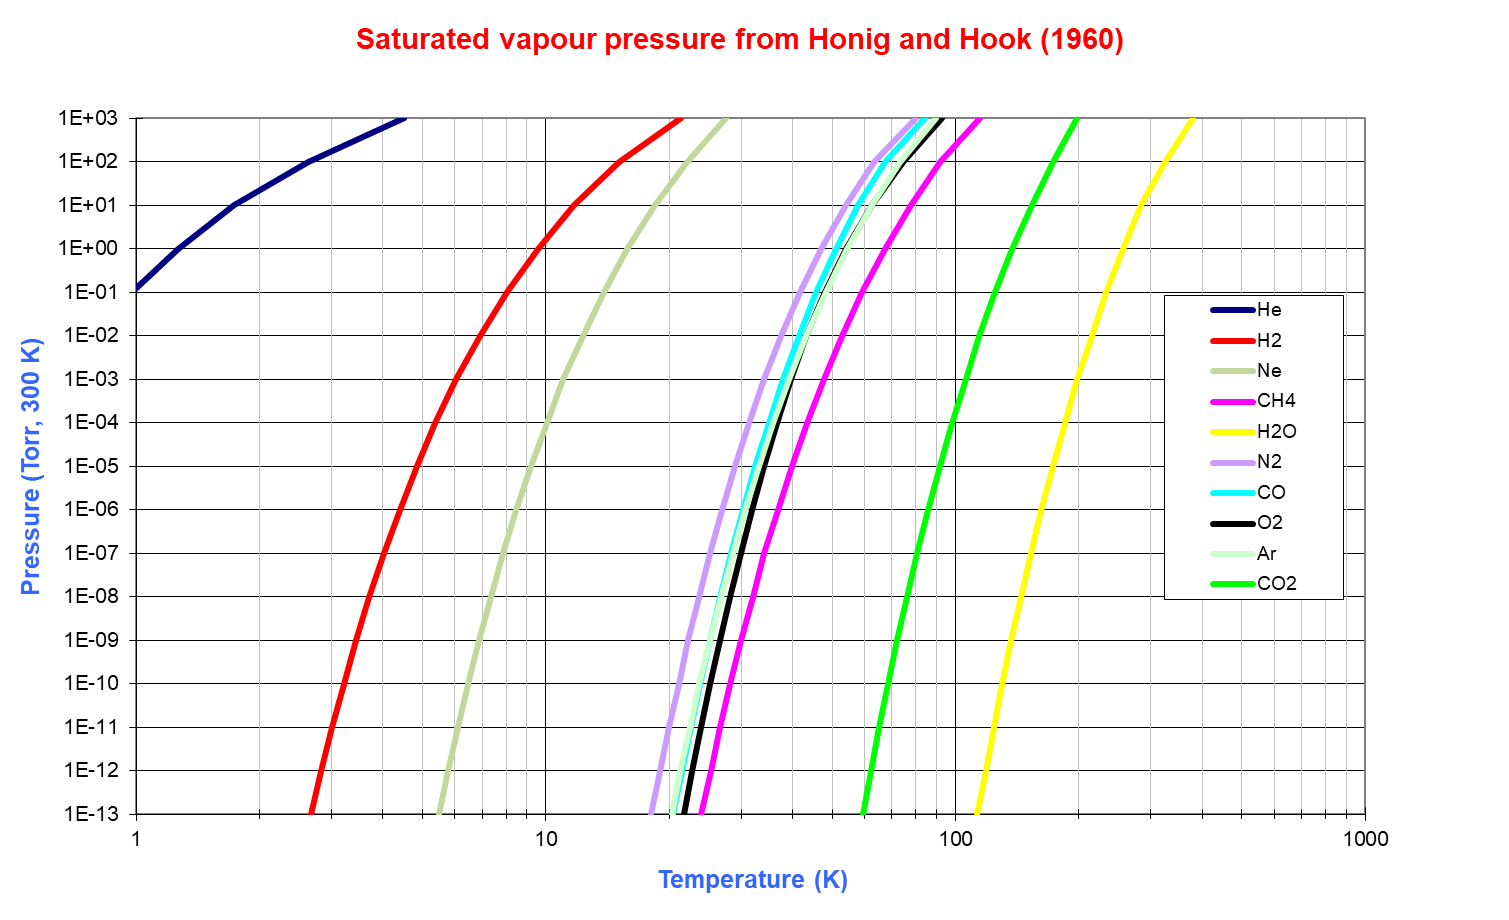 Saturated vapour pressure from Honig and Hook (1960)
1E+03
1E+02
1E+01
1E+00
1E-01
1E-02
1E-03
1E-04
1E-05
1E-06
1E-07
1E-08
1E-09
1E-10
1E-11
1E-12
1E-13
Pressure (Torr, 300 K)
He
H2
Ne
CH4
H2O
N2
CO
O2
Ar
CO2
1 10 100 1000
Temperature (K)